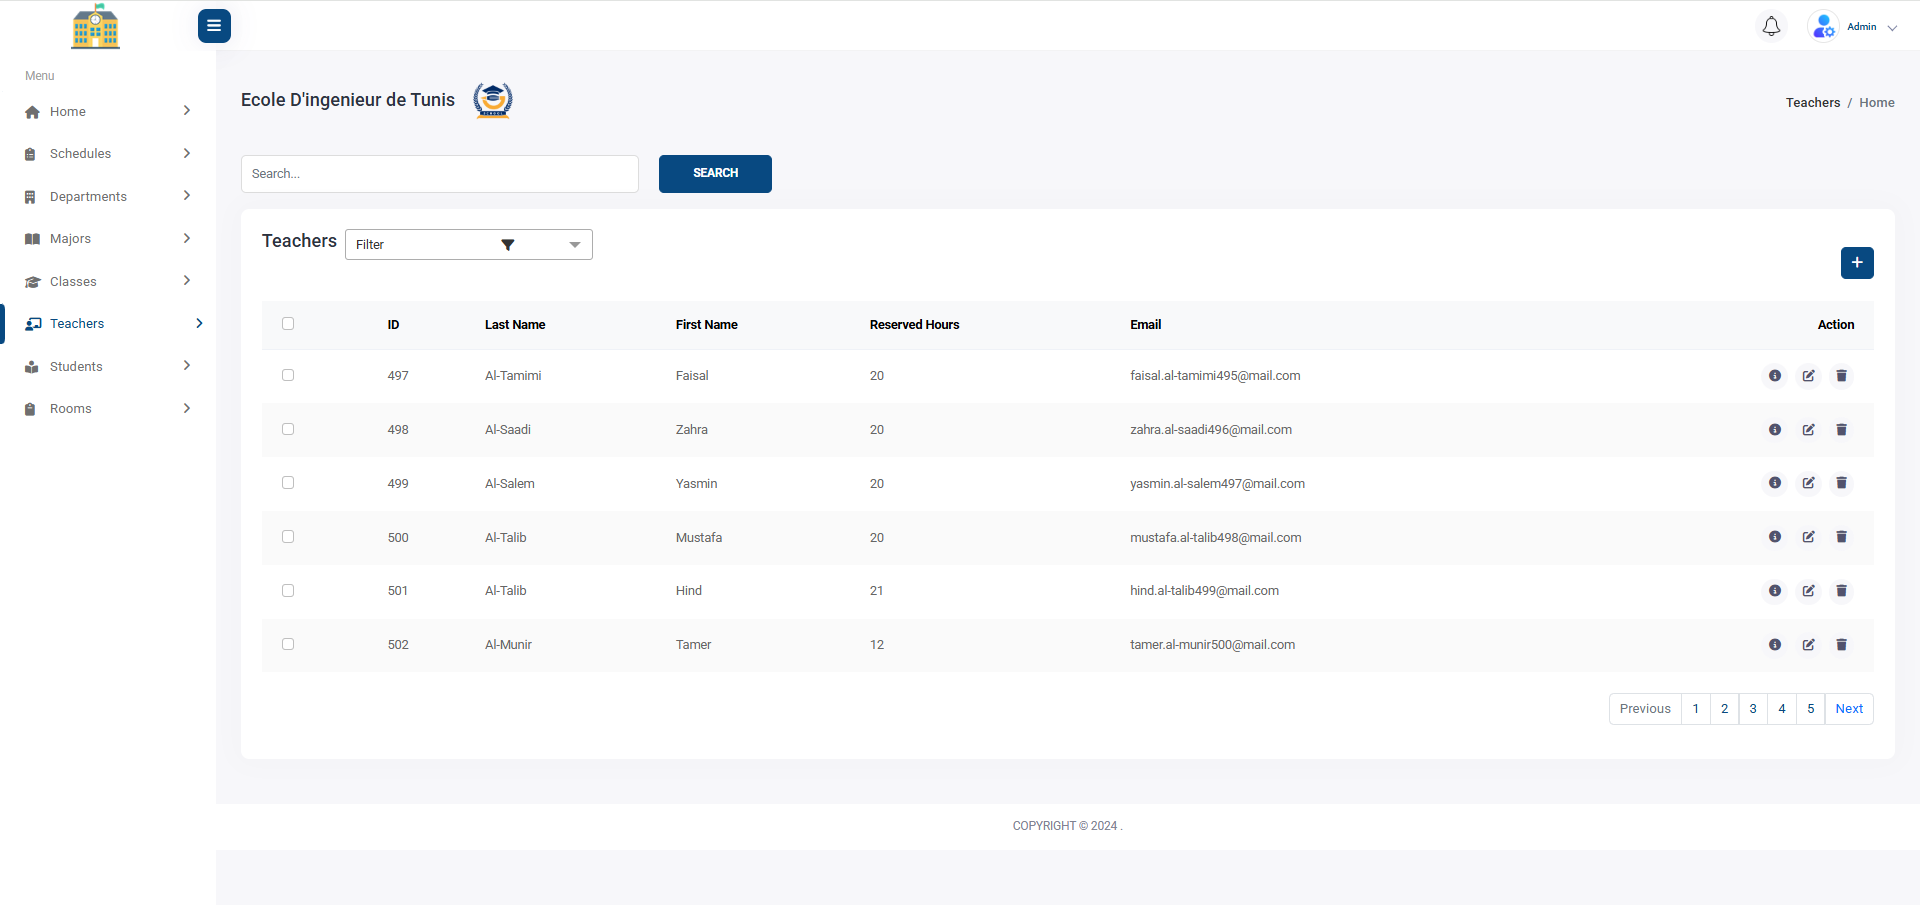 Admin
Menu
Home
Schedules
Departments
Majors
Classes
Teachers
Students
Rooms
Ecole D'ingenieur de Tunis
SCHOOL
Teachers / Home
Search...
SEARCH
Teachers
Filter
+
ID Last Name First Name Reserved Hours Email Action
497 Al-Tamimi Faisal 20 faisal.al-tamimi495@mail.com
498 Al-Saadi Zahra 20 zahra.al-saadi496@mail.com
499 Al-Salem Yasmin 20 yasmin.al-salem497@mail.com
500 Al-Talib Mustafa 20 mustafa.al-talib498@mail.com
501 Al-Talib Hind 21 hind.al-talib499@mail.com
502 Al-Munir Tamer 12 tamer.al-munir500@mail.com
Previous 1 2 3 4 5 Next
COPYRIGHT © 2024 .